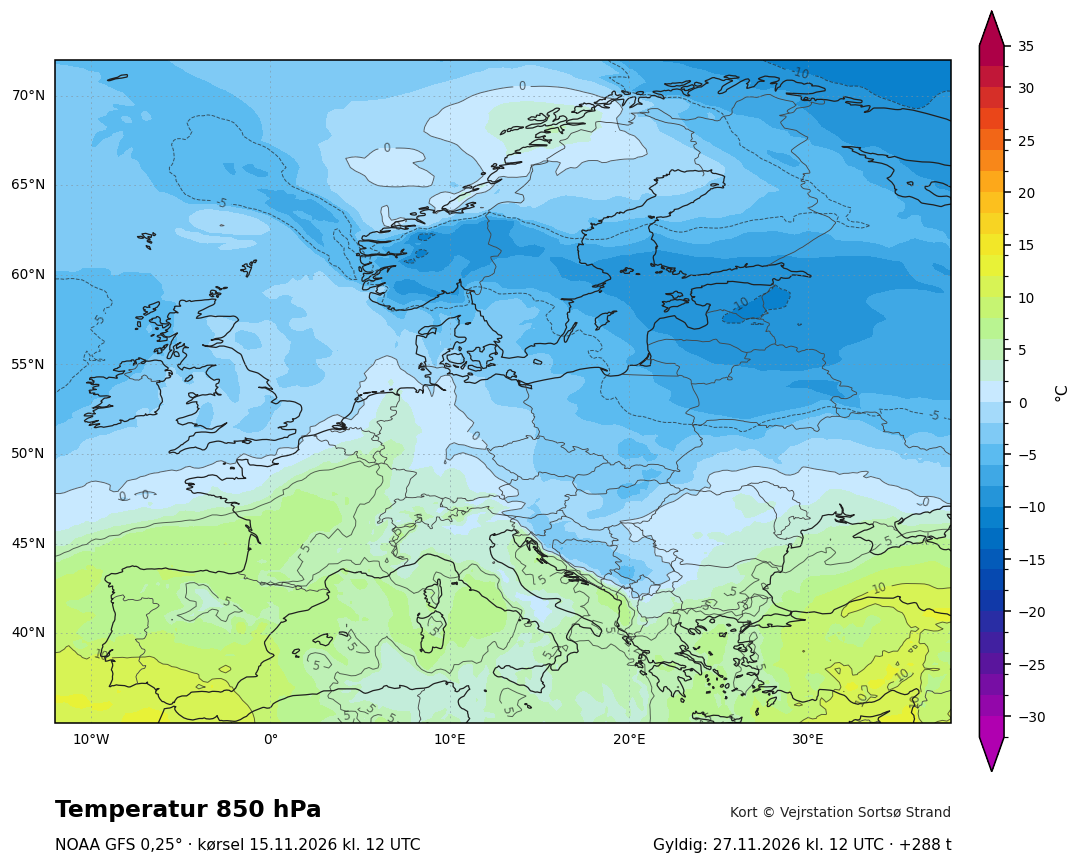 70°N
65°N
60°N
55°N
50°N
45°N
40°N
10°W 0° 10°E 20°E 30°E
35
30
25
20
15
10
5
0
−5
−10
−15
−20
−25
−30
°C
Temperatur 850 hPa
Kort © Vejrstation Sortsø Strand
NOAA GFS 0,25° · kørsel 15.11.2026 kl. 12 UTC
Gyldig: 27.11.2026 kl. 12 UTC · +288 t